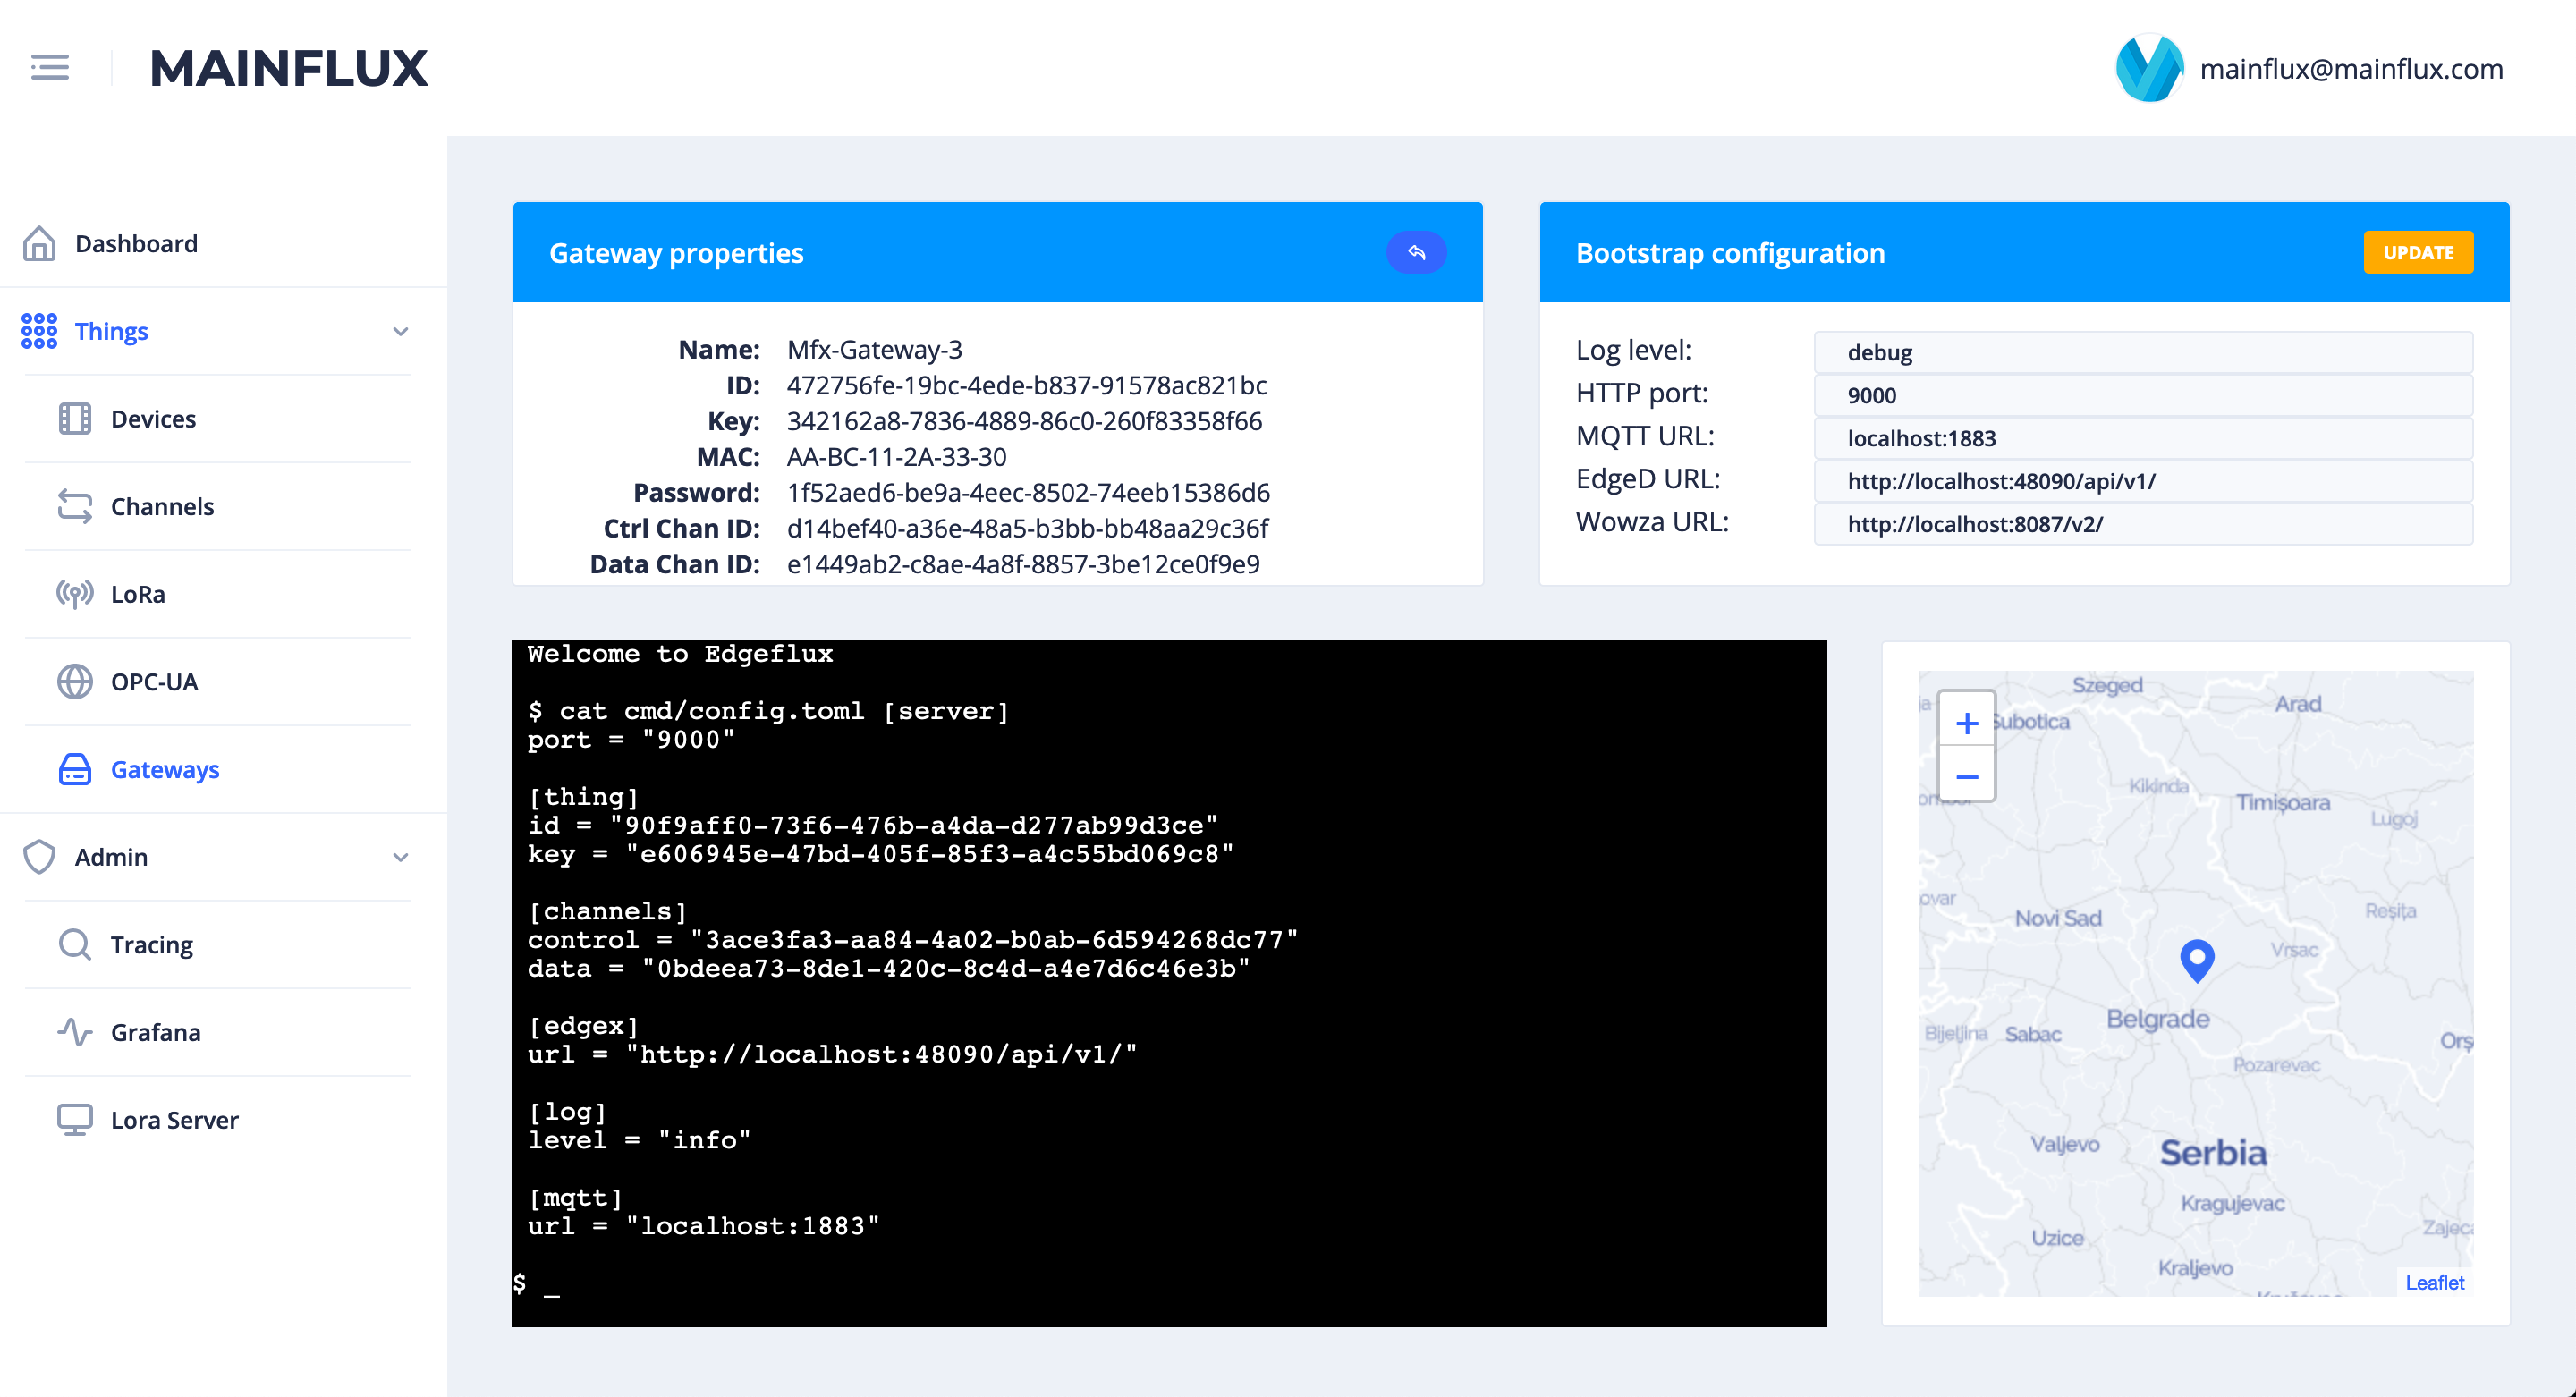 MAINFLUX
mainflux@mainflux.com
Dashboard
Things
Devices
Channels
LoRa
OPC-UA
Gateways
Admin
Tracing
Grafana
Lora Server
Gateway properties
Name: Mfx-Gateway-3
ID: 472756fe-19bc-4ede-b837-91578ac821bc
Key: 342162a8-7836-4889-86c0-260f83358f66
MAC: AA-BC-11-2A-33-30
Password: 1f52aed6-be9a-4eec-8502-74eeb15386d6
Ctrl Chan ID: d14bef40-a36e-48a5-b3bb-bb48aa29c36f
Data Chan ID: e1449ab2-c8ae-4a8f-8857-3be12ce0f9e9
Bootstrap configuration
UPDATE
Log level: debug
HTTP port: 9000
MQTT URL: localhost:1883
EdgeD URL: http://localhost:48090/api/v1/
Wowza URL: http://localhost:8087/v2/
Welcome to Edgeflux
$ cat cmd/config.toml [server]
port = "9000"
[thing]
id = "90f9aff0-73f6-476b-a4da-d277ab99d3ce"
key = "e606945e-47bd-405f-85f3-a4c55bd069c8"
[channels]
control = "3ace3fa3-aa84-4a02-b0ab-6d594268dc77"
data = "0bdeea73-8de1-420c-8c4d-a4e7d6c46e3b"
[edgex]
url = "http://localhost:48090/api/v1/"
[log]
level = "info"
[mqtt]
url = "localhost:1883"
$ _
+
−
Szeged
Arad
Subotica
Kikinda
Timișoara
Lugoj
ovar
Novi Sad
Reșița
Vrsac
Belgrade
Bijeljina
Sabac
Orș
Pozarevac
Valjevo
Serbia
Kragujevac
Zajeca
Uzice
Kraljevo
Leaflet